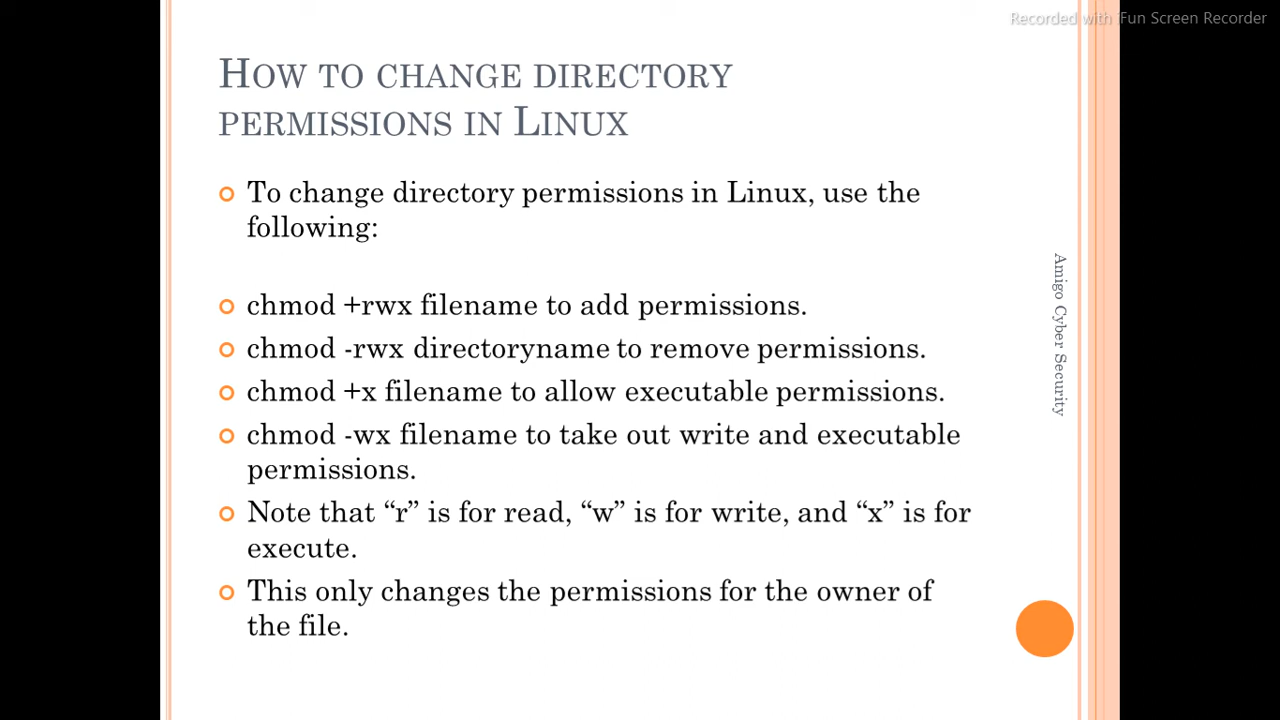 Recorded with iFun Screen Recorder
HOW TO CHANGE DIRECTORY
PERMISSIONS IN LINUX
To change directory permissions in Linux, use the
following:
chmod +rwx filename to add permissions.
chmod -rwx directoryname to remove permissions.
chmod +x filename to allow executable permissions.
chmod -wx filename to take out write and executable
permissions.
Note that “r” is for read, “w” is for write, and “x” is for
execute.
This only changes the permissions for the owner of
the file.
Amigo Cyber Security